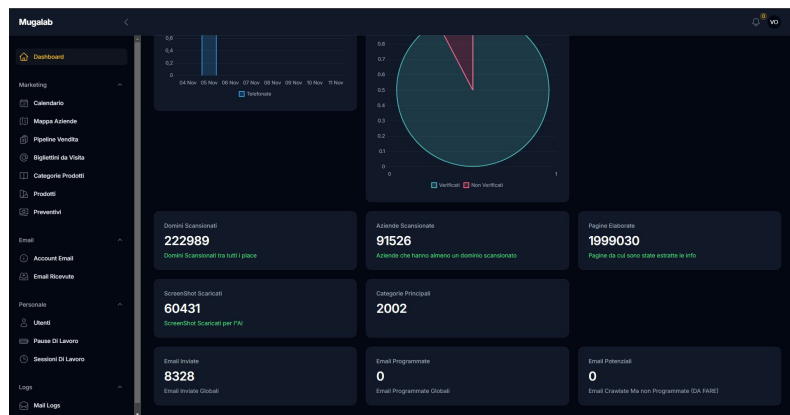 Mugalab
0
VO
Dashboard
Marketing
Calendario
Mappa Aziende
Pipeline Vendita
Bigliettini da Visita
Categorie Prodotti
Prodotti
Preventivi
Email
Account Email
Email Ricevute
Personale
Utenti
Pause Di Lavoro
Sessioni Di Lavoro
Logs
Mail Logs
0,6
0,4
0,2
0
04 Nov 05 Nov 06 Nov 07 Nov 08 Nov 09 Nov 10 Nov 11 Nov
Telefonate
0.8
0.7
0.6
0.5
0.4
0.3
0.2
0.1
0
0 1
Verificati Non Verificati
Domini Scansionati
222989
Domini Scansionati tra tutti i place
Aziende Scansionate
91526
Aziende che hanno almeno un dominio scansionato
Pagine Elaborate
1999030
Pagine da cui sono state estratte le info
ScreenShot Scaricati
60431
ScreenShot Scaricati per l'AI
Categorie Principali
2002
Email Inviate
8328
Email Inviate Globali
Email Programmate
0
Email Programmate Globali
Email Potenziali
0
Email Crawlate Ma non Programmate (DA FARE)